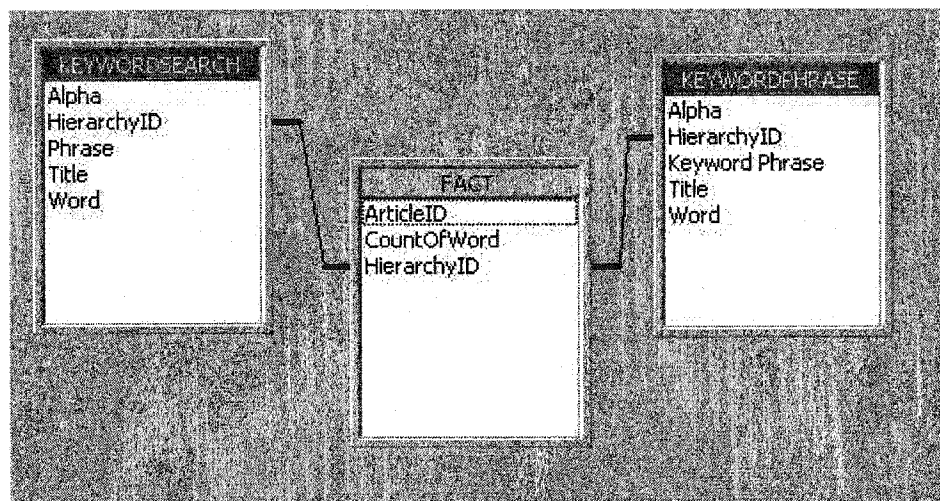 KEYWORDSEARCH
Alpha
HierarchyID
Phrase
Title
Word
FACT
ArticleID
CountOfWord
HierarchyID
KEYWORDPHRASE
Alpha
HierarchyID
Keyword Phrase
Title
Word